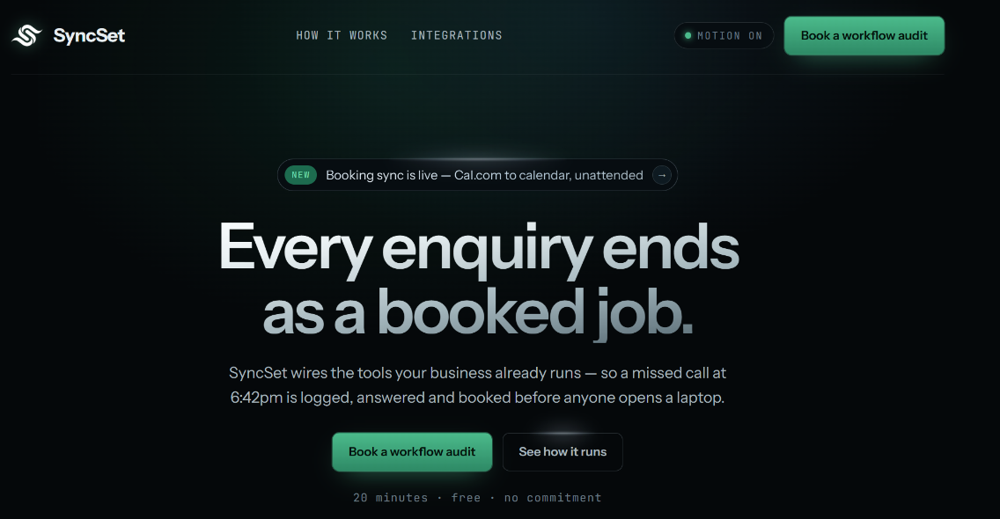 SyncSet
HOW IT WORKS
INTEGRATIONS
MOTION ON
Book a workflow audit
NEW
Booking sync is live — Cal.com to calendar, unattended →
Every enquiry ends
as a booked job.
SyncSet wires the tools your business already runs — so a missed call at
6:42pm is logged, answered and booked before anyone opens a laptop.
Book a workflow audit
See how it runs
20 minutes · free · no commitment